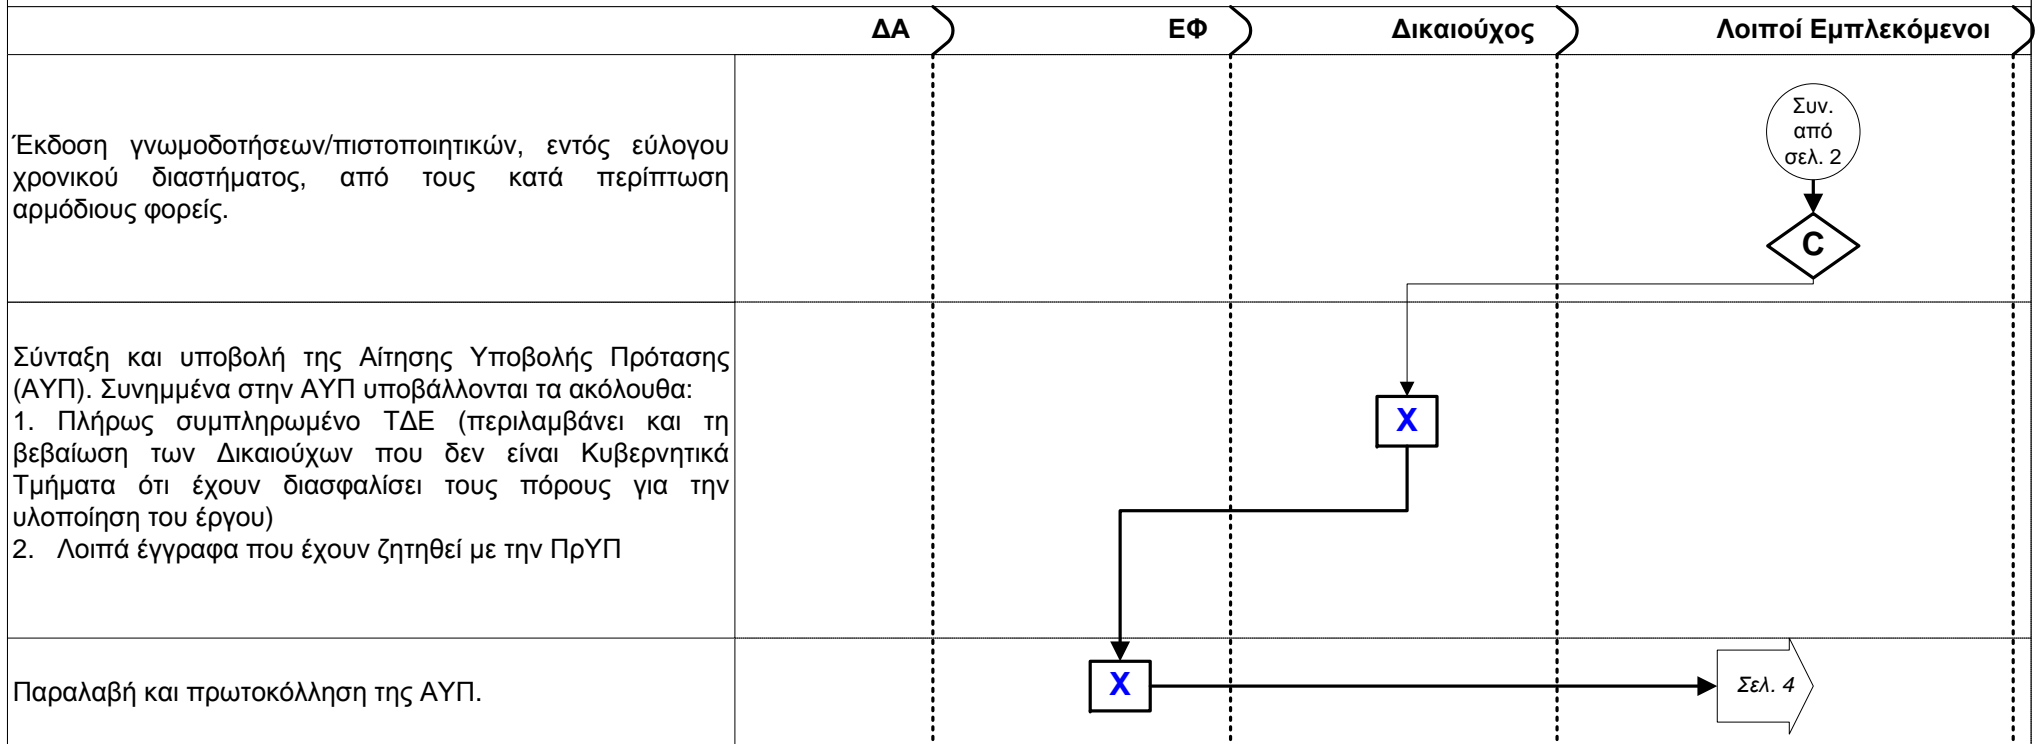 ΔΑ ΕΦ Δικαιούχος Λοιποί Εμπλεκόμενοι
Συν.
από
σελ. 2
Έκδοση γνωμοδοτήσεων/πιστοποιητικών, εντός εύλογου
χρονικού διαστήματος, από τους κατά περίπτωση
αρμόδιους φορείς.
C
Σύνταξη και υποβολή της Αίτησης Υποβολής Πρότασης
(ΑΥΠ). Συνημμένα στην ΑΥΠ υποβάλλονται τα ακόλουθα:
1. Πλήρως συμπληρωμένο ΤΔΕ (περιλαμβάνει και τη
βεβαίωση των Δικαιούχων που δεν είναι Κυβερνητικά
Τμήματα ότι έχουν διασφαλίσει τους πόρους για την
υλοποίηση του έργου)
2. Λοιπά έγγραφα που έχουν ζητηθεί με την ΠρΥΠ
X
Παραλαβή και πρωτοκόλληση της ΑΥΠ.
X
Σελ. 4